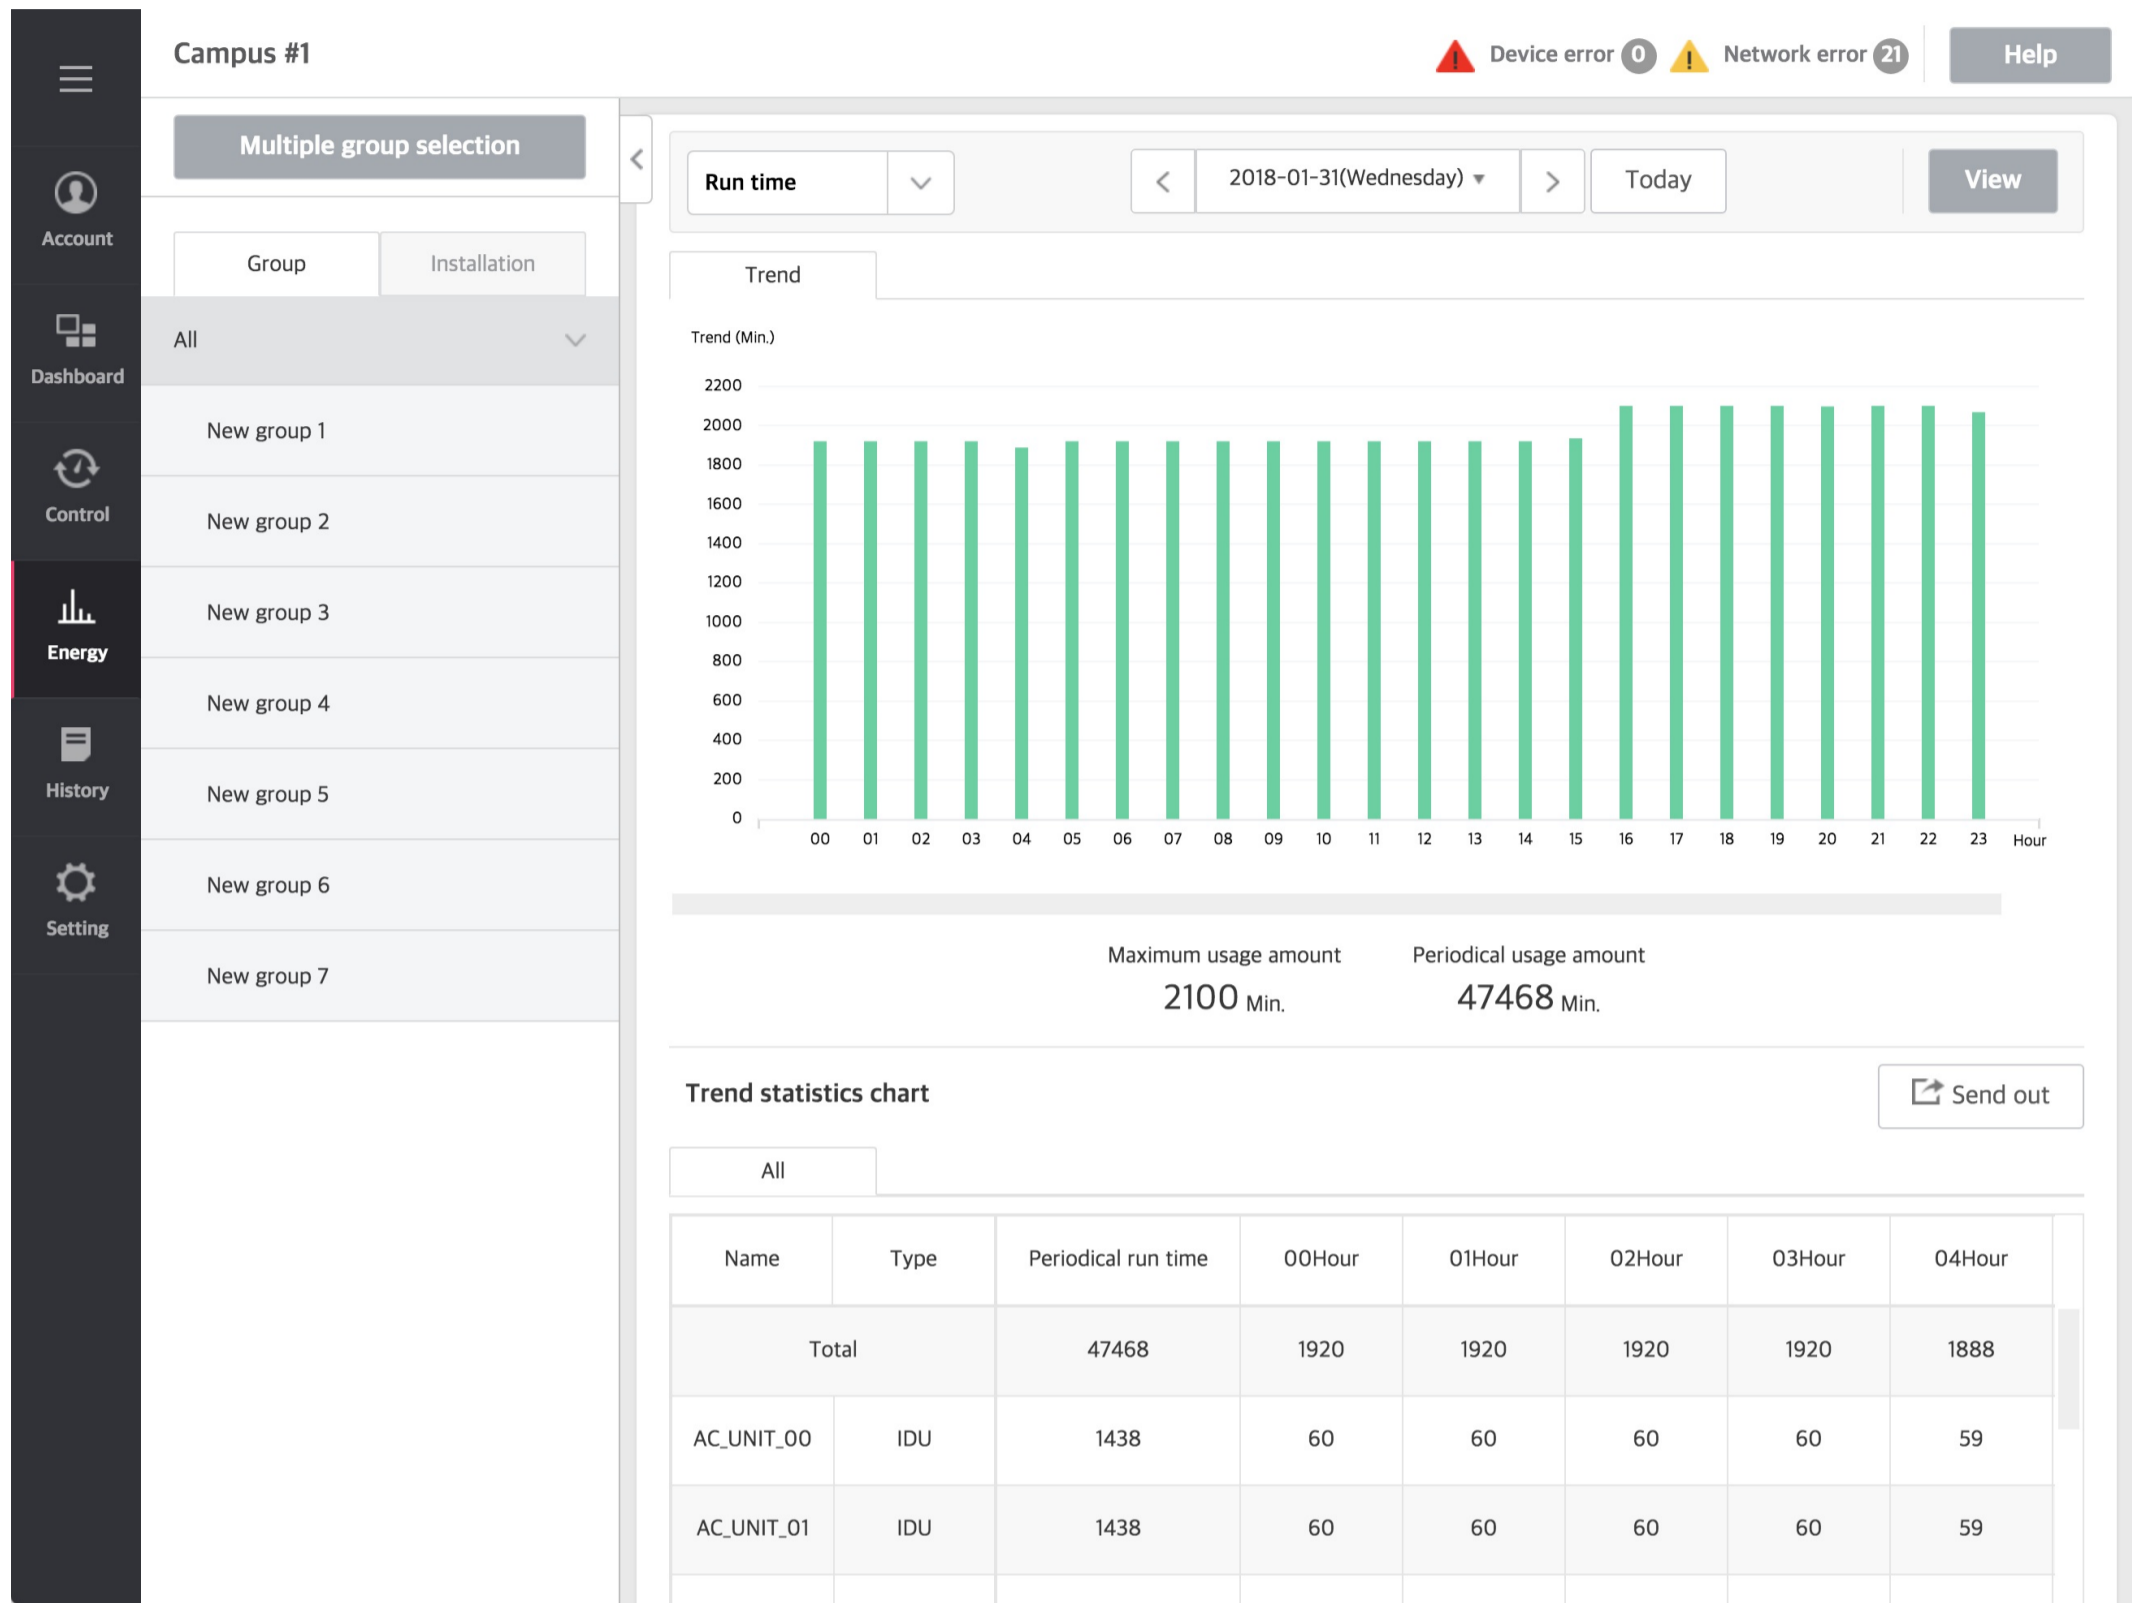 Campus #1
Device error 0
Network error 21
Help
Account
Dashboard
Control
Energy
History
Setting
Multiple group selection
Group
Installation
All
New group 1
New group 2
New group 3
New group 4
New group 5
New group 6
New group 7
Run time
2018-01-31(Wednesday)
Today
View
Trend
Trend (Min.)
2200
2000
1800
1600
1400
1200
1000
800
600
400
200
0
00 01 02 03 04 05 06 07 08 09 10 11 12 13 14 15 16 17 18 19 20 21 22 23 Hour
Maximum usage amount
2100 Min.
Periodical usage amount
47468 Min.
Trend statistics chart
Send out
All
Name Type Periodical run time 00Hour 01Hour 02Hour 03Hour 04Hour
Total 47468 1920 1920 1920 1920 1888
AC_UNIT_00 IDU 1438 60 60 60 60 59
AC_UNIT_01 IDU 1438 60 60 60 60 59